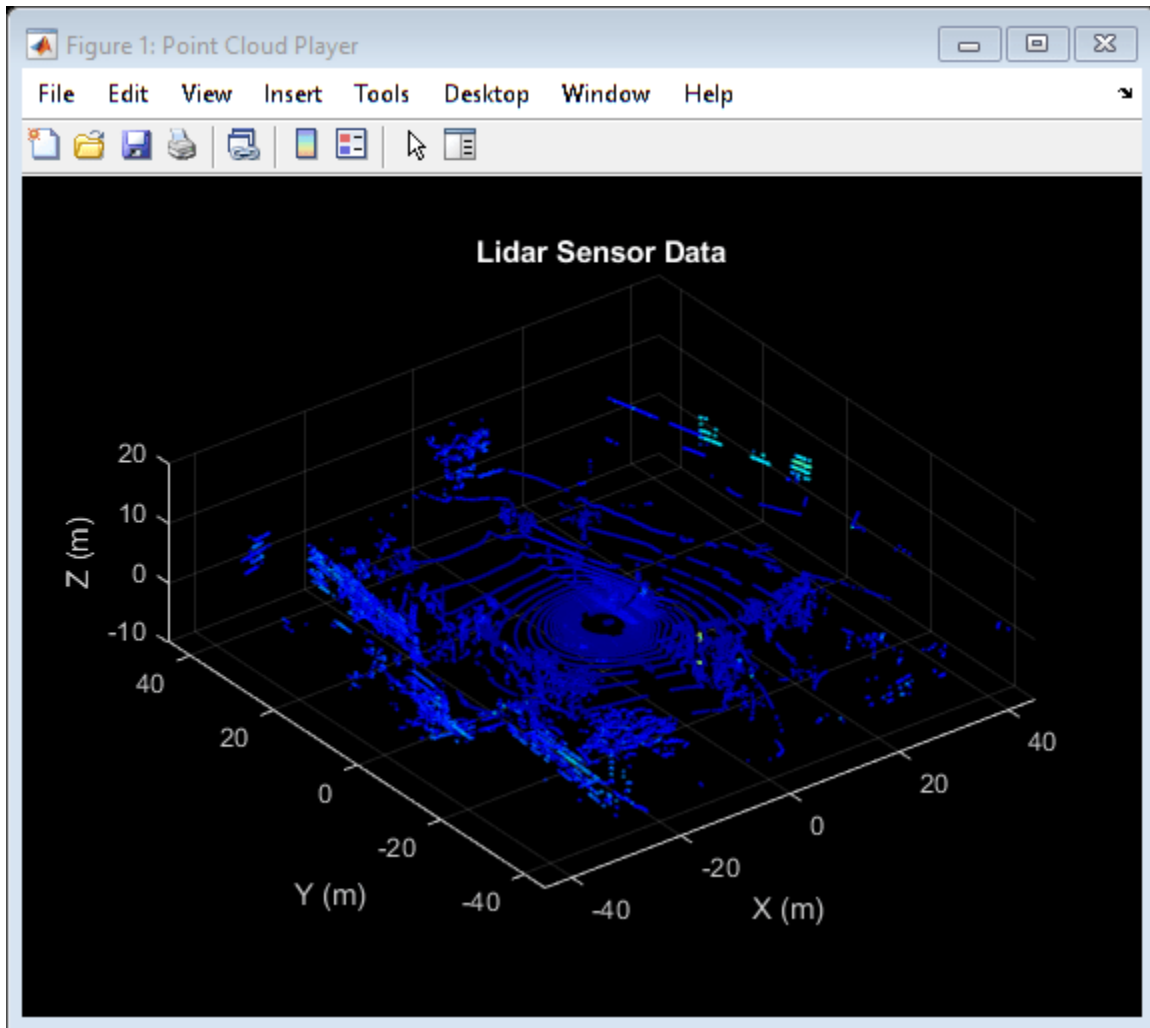 Figure 1: Point Cloud Player
File Edit View Insert Tools Desktop Window Help
Lidar Sensor Data
20
10
0
-10
Z (m)
40
20
0
-20
-40
Y (m)
-40
-20
0
20
40
X (m)